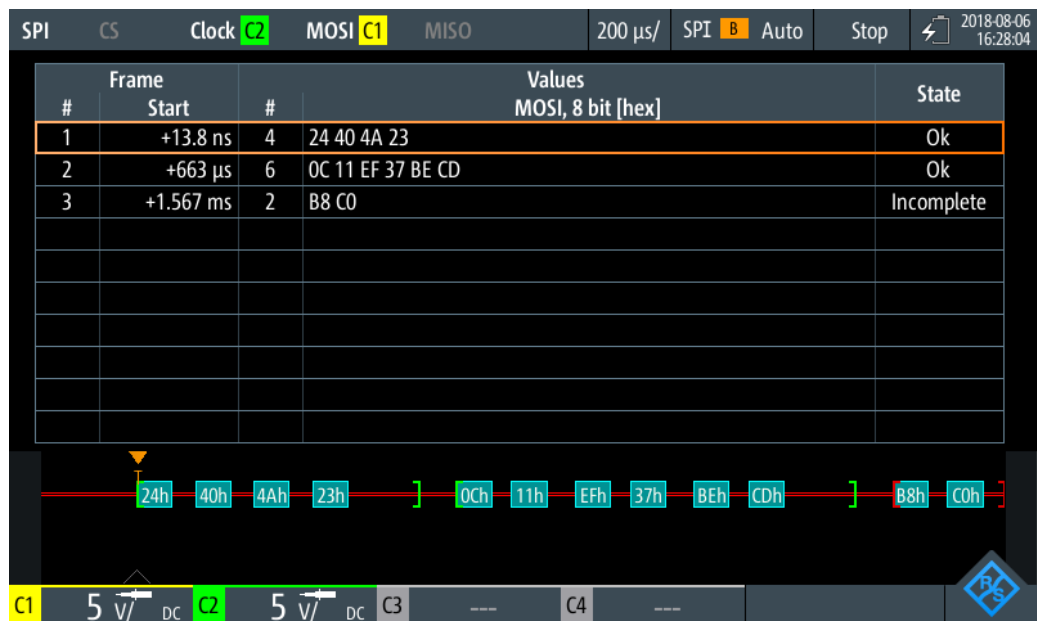 SPI CS Clock C2 MOSI C1 MISO 200 µs/ SPI B Auto Stop 2018-08-06
16:28:04
Frame Values State
# Start # MOSI, 8 bit [hex]
1 +13.8 ns 4 24 40 4A 23 Ok
2 +663 µs 6 0C 11 EF 37 BE CD Ok
3 +1.567 ms 2 B8 C0 Incomplete
T
24h 40h 4Ah 23h 0Ch 11h EFh 37h BEh CDh B8h C0h
R&S
C1 5 V/ DC C2 5 V/ DC C3 --- C4 ---